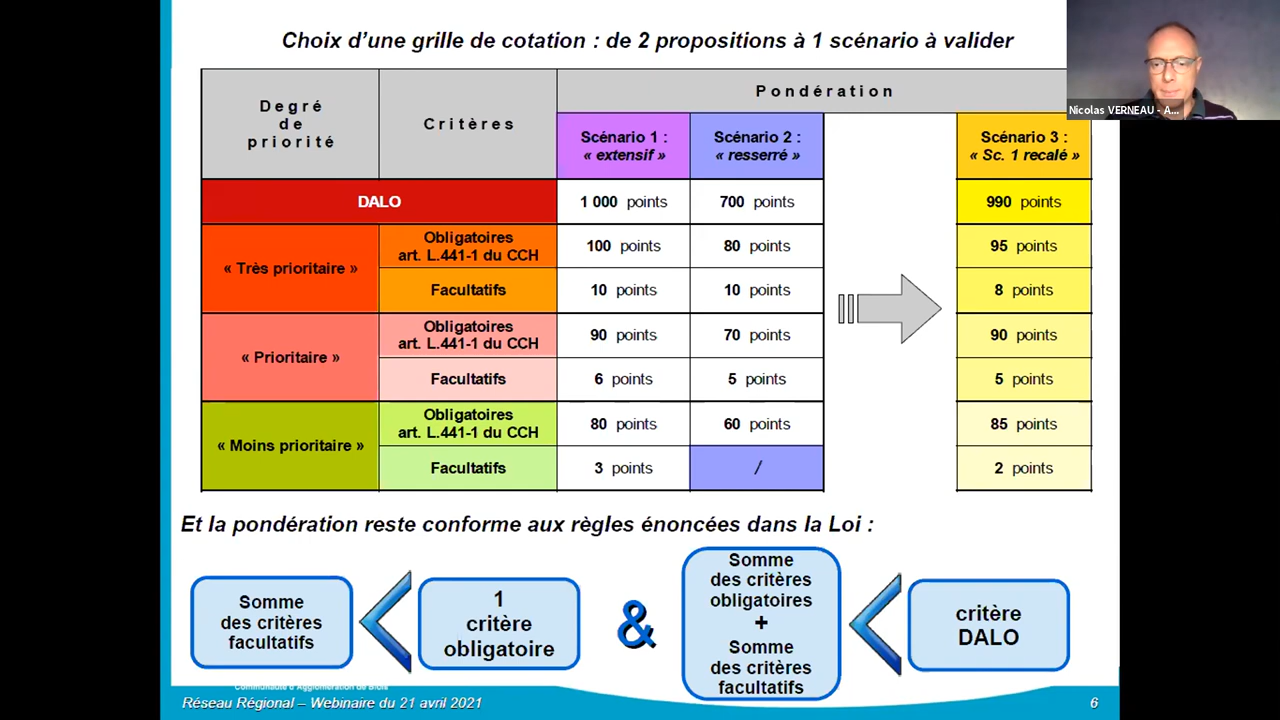 Choix d'une grille de cotation : de 2 propositions à 1 scénario à valider
Degré
de
priorité
Critères
Pondération
Scénario 1 :
« extensif »
Scénario 2 :
« resserré »
Scénario 3 :
« Sc. 1 recalé »
DALO
1 000 points
700 points
990 points
« Très prioritaire »
Obligatoires
art. L.441-1 du CCH
100 points
80 points
95 points
Facultatifs
10 points
10 points
8 points
« Prioritaire »
Obligatoires
art. L.441-1 du CCH
90 points
70 points
90 points
Facultatifs
6 points
5 points
5 points
« Moins prioritaire »
Obligatoires
art. L.441-1 du CCH
80 points
60 points
85 points
Facultatifs
3 points
/
2 points
Et la pondération reste conforme aux règles énoncées dans la Loi :
Somme
des critères
facultatifs
1
critère
obligatoire
&
Somme
des critères
obligatoires
+
Somme
des critères
facultatifs
critère
DALO
Communauté d'Agglomération de Blois
Réseau Régional – Webinaire du 21 avril 2021
6
Nicolas VERNEAU - A...